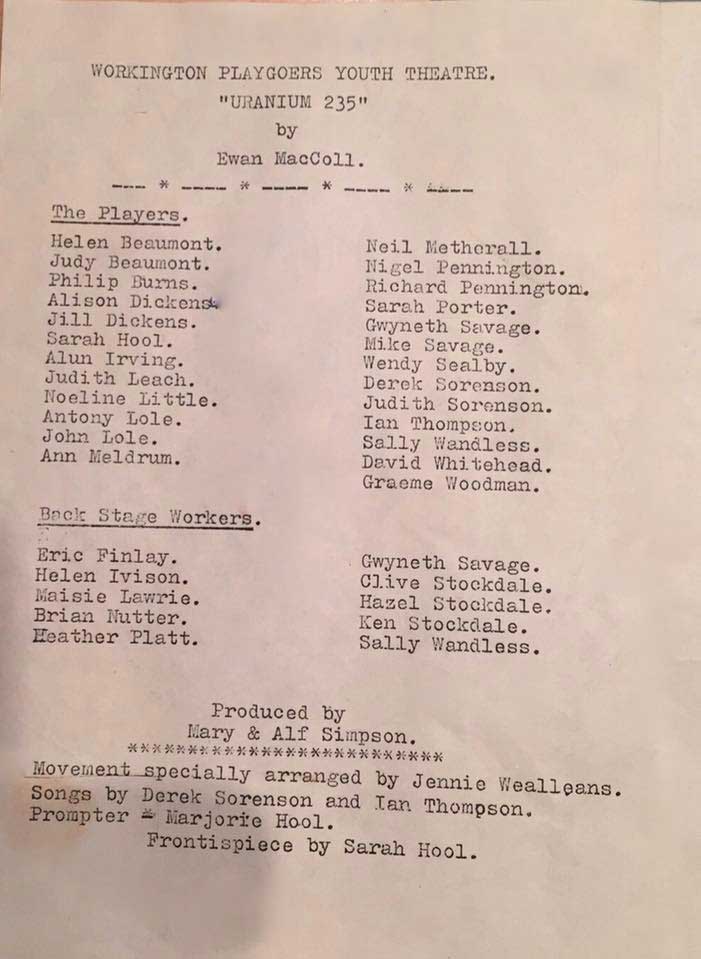 WORKINGTON PLAYGOERS YOUTH THEATRE.
"URANIUM 235"
by
Ewan MacColl.
--- * ---- * ---- * ---- * ----
The Players.
Helen Beaumont.
Judy Beaumont.
Philip Burns.
Alison Dickens.
Jill Dickens.
Sarah Hool.
Alun Irving.
Judith Leach.
Noeline Little.
Antony Lole.
John Lole.
Ann Meldrum.
Neil Metherall.
Nigel Pennington.
Richard Pennington.
Sarah Porter.
Gwyneth Savage.
Mike Savage.
Wendy Sealby.
Derek Sorenson.
Judith Sorenson.
Ian Thompson.
Sally Wandless.
David Whitehead.
Graeme Woodman.
Back Stage Workers.
Eric Finlay.
Helen Ivison.
Maisie Lawrie.
Brian Nutter.
Heather Platt.
Gwyneth Savage.
Clive Stockdale.
Hazel Stockdale.
Ken Stockdale.
Sally Wandless.
Produced by
Mary & Alf Simpson.
**************************
Movement specially arranged by Jennie Wealleans.
Songs by Derek Sorenson and Ian Thompson.
Prompter - Marjorie Hool.
Frontispiece by Sarah Hool.